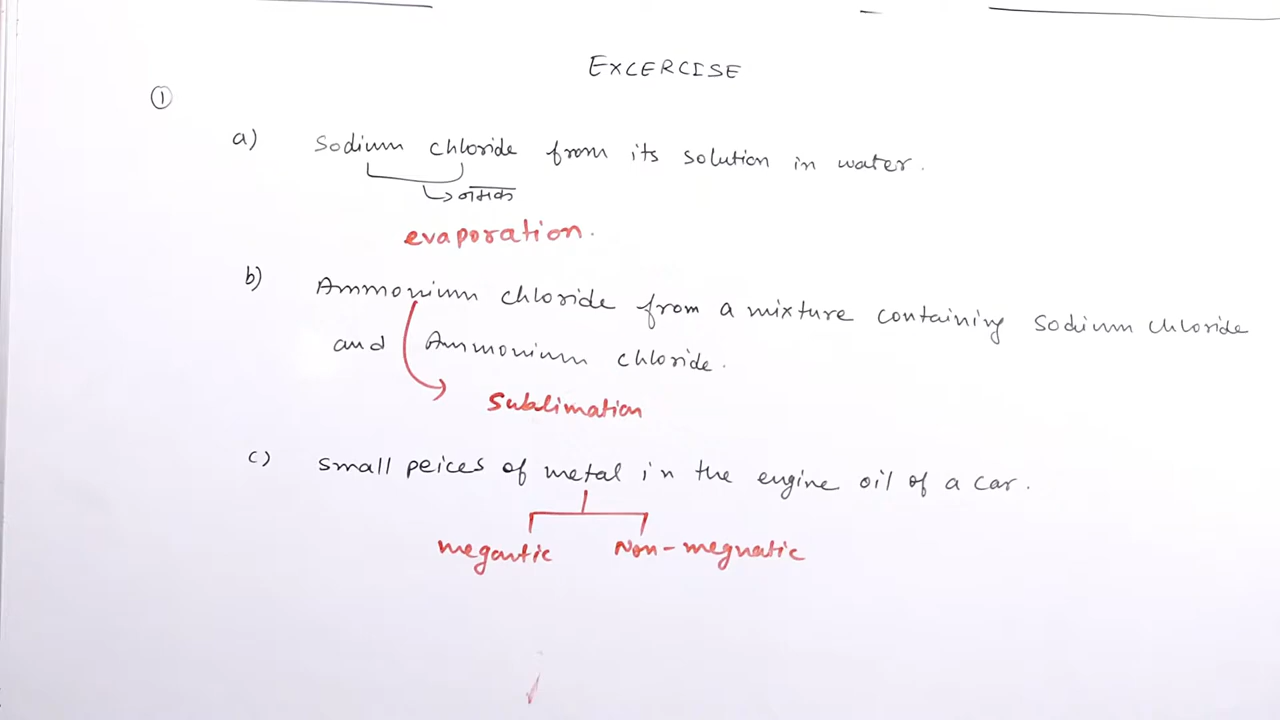 EXCERCISE
①
a) Sodium chloride from its solution in water.
↳ नमक
evaporation.
b) Ammonium chloride from a mixture containing Sodium chloride
and Ammonium chloride.
Sublimation
c) Small peices of metal in the engine oil of a car.
megantic Non-megnatic